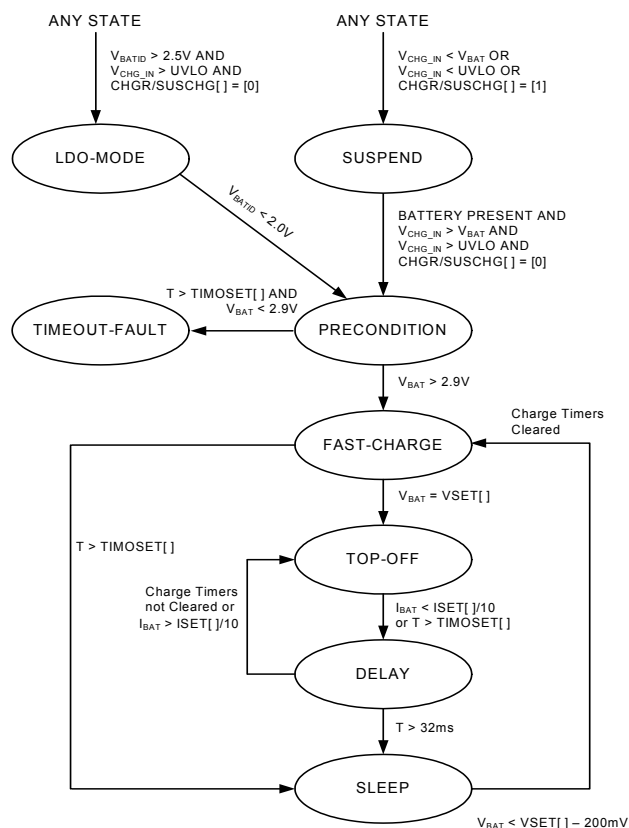 ANY STATE
V_BATID > 2.5V AND
V_CHG_IN > UVLO AND
CHGR/SUSCHG[ ] = [0]
ANY STATE
V_CHG_IN < V_BAT OR
V_CHG_IN < UVLO OR
CHGR/SUSCHG[ ] = [1]
LDO-MODE
SUSPEND
V_BATID < 2.0V
BATTERY PRESENT AND
V_CHG_IN > V_BAT AND
V_CHG_IN > UVLO AND
CHGR/SUSCHG[ ] = [0]
T > TIMOSET[ ] AND
V_BAT < 2.9V
TIMEOUT-FAULT
PRECONDITION
V_BAT > 2.9V
Charge Timers
Cleared
FAST-CHARGE
V_BAT = VSET[ ]
T > TIMOSET[ ]
TOP-OFF
Charge Timers
not Cleared or
I_BAT > ISET[ ]/10
I_BAT < ISET[ ]/10
or T > TIMOSET[ ]
DELAY
T > 32ms
SLEEP
V_BAT < VSET[ ] – 200mV